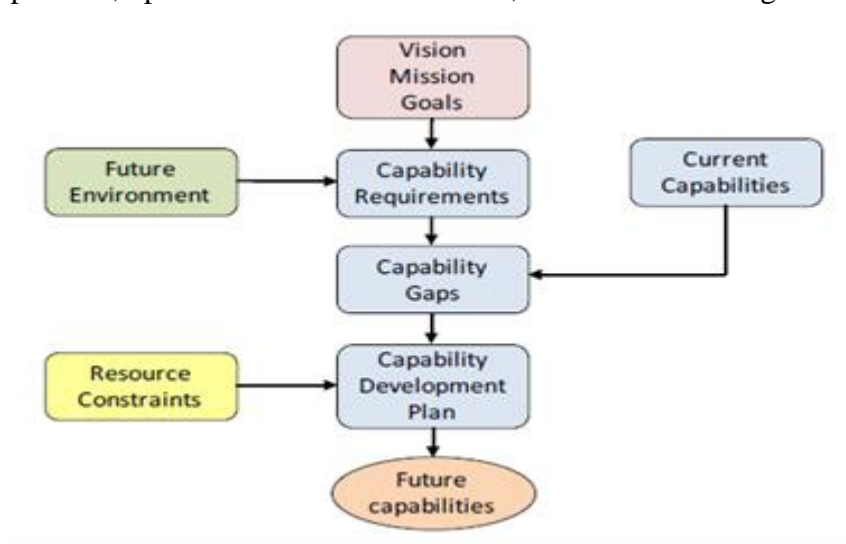 Vision
Mission
Goals
Future
Environment
Capability
Requirements
Current
Capabilities
Capability
Gaps
Resource
Constraints
Capability
Development
Plan
Future
capabilities